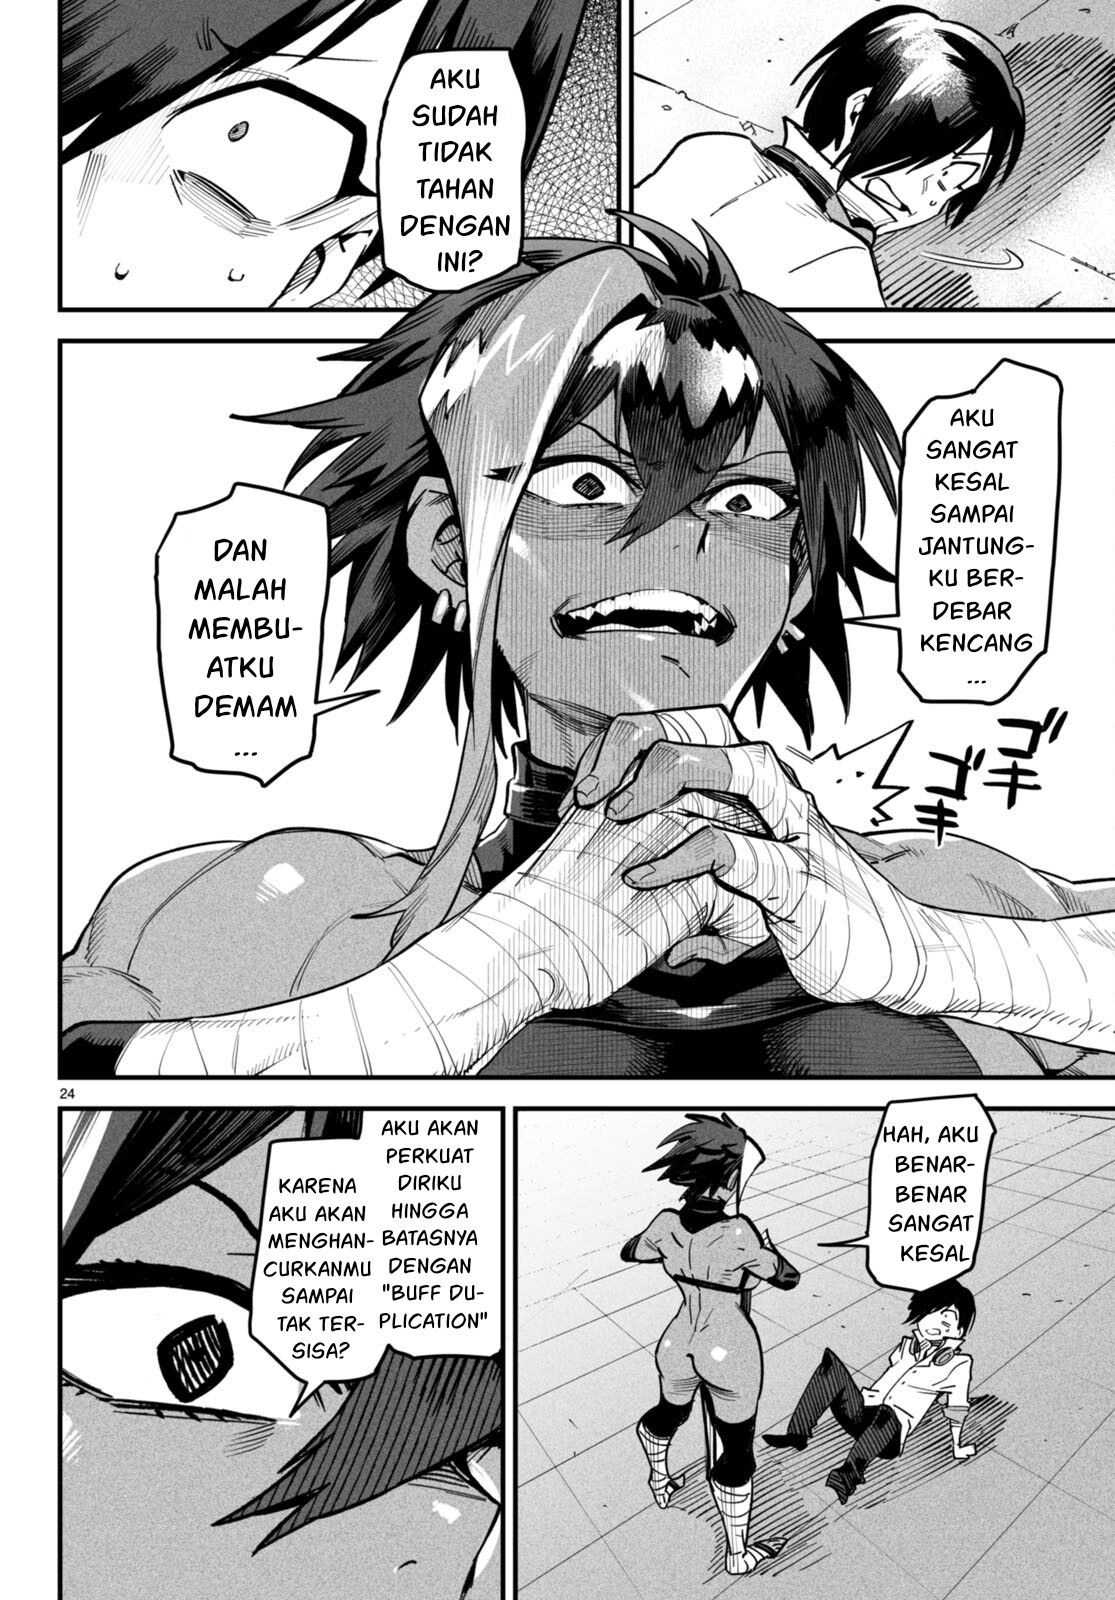 AKU
SUDAH
TIDAK
TAHAN
DENGAN
INI?
AKU
SANGAT
KESAL
SAMPAI
JANTUNG-
KU BER-
DEBAR
KENCANG
...
DAN
MALAH
MEMBU-
ATKU
DEMAM
...
ゴキ
ゴキ
24
HAH, AKU
BENAR-
BENAR
SANGAT
KESAL
AKU AKAN
PERKUAT
DIRIKU
HINGGA
BATASNYA
DENGAN
"BUFF DU-
PLICATION"
KARENA
AKU AKAN
MENGHAN-
CURKANMU
SAMPAI
TAK TER-
SISA?